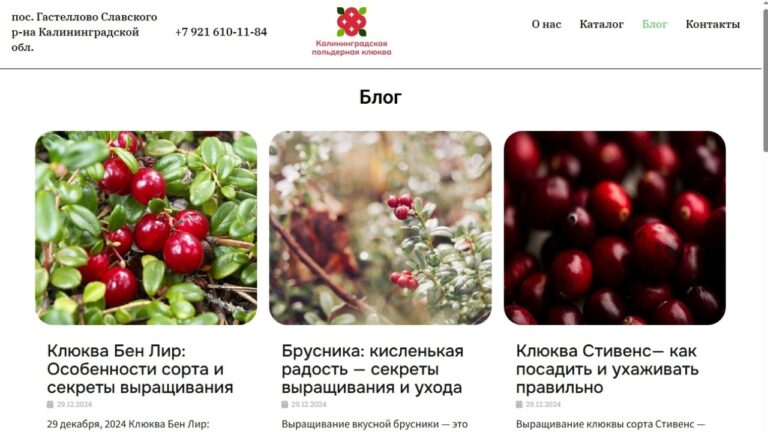 пос. Гастеллово Славского
р-на Калининградской
обл.
+7 921 610-11-84
Калининградская
польдерная клюква
О нас
Каталог
Блог
Контакты
Блог
Клюква Бен Лир:
Особенности сорта и
секреты выращивания
29.12.2024
29 декабря, 2024 Клюква Бен Лир:
Брусника: кисленькая
радость — секреты
выращивания и ухода
29.12.2024
Выращивание вкусной брусники — это
Клюква Стивенс— как
посадить и ухаживать
правильно
29.12.2024
Выращивание клюквы сорта Стивенс —